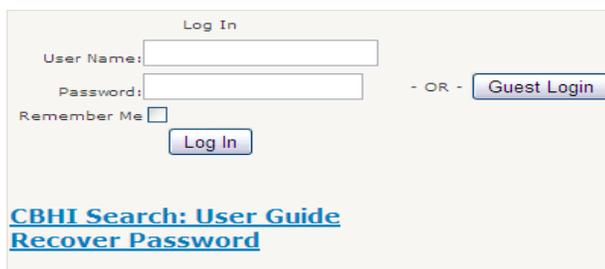 Log In
User Name:
Password:
- OR - Guest Login
Remember Me
Log In
CBHI Search: User Guide
Recover Password